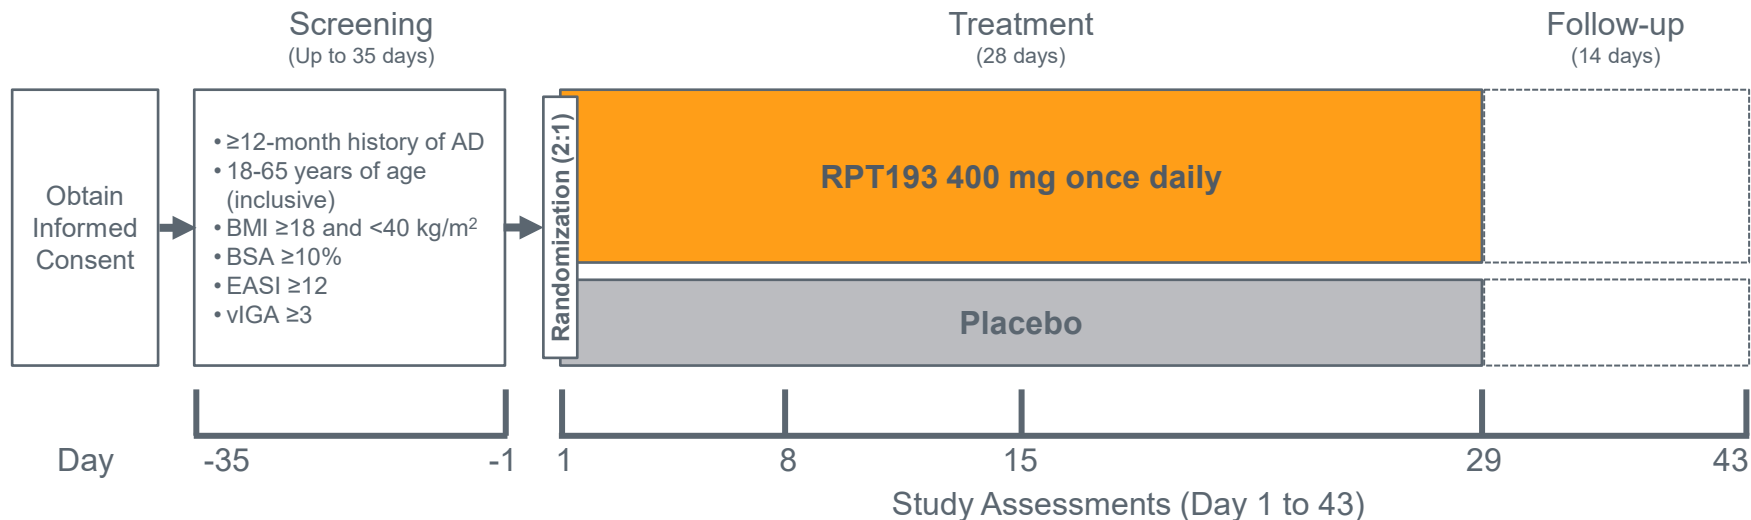 Screening
(Up to 35 days)
Treatment
(28 days)
Follow-up
(14 days)
Obtain
Informed
Consent
• ≥12-month history of AD
• 18-65 years of age
(inclusive)
• BMI ≥18 and <40 kg/m²
• BSA ≥10%
• EASI ≥12
• vIGA ≥3
Randomization (2:1)
RPT193 400 mg once daily
Placebo
Day
-35
-1
1
8
15
29
43
Study Assessments (Day 1 to 43)